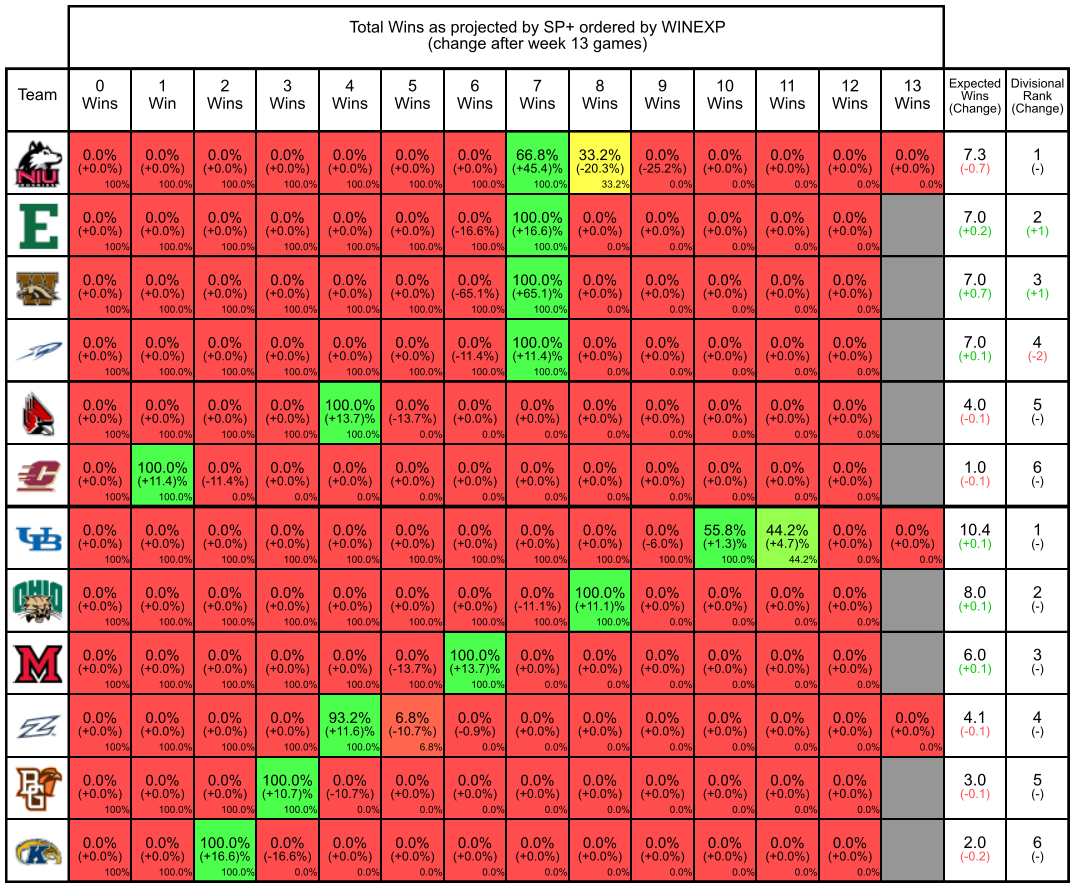 Total Wins as projected by SP+ ordered by WINEXP
(change after week 13 games)
Team 0 Wins 1 Win 2 Wins 3 Wins 4 Wins 5 Wins 6 Wins 7 Wins 8 Wins 9 Wins 10 Wins 11 Wins 12 Wins 13 Wins Expected Wins (Change) Divisional Rank (Change)
NIU
0.0% 0.0% 0.0% 0.0% 0.0% 0.0% 0.0% 66.8% 33.2% 0.0% 0.0% 0.0% 0.0% 0.0% 7.3 1
(+0.0%) (+0.0%) (+0.0%) (+0.0%) (+0.0%) (+0.0%) (+0.0%) (+45.4)% (-20.3%) (-25.2%) (+0.0%) (+0.0%) (+0.0%) (+0.0%) (-0.7) (-)
100% 100.0% 100.0% 100.0% 100.0% 100.0% 100.0% 100.0% 33.2% 0.0% 0.0% 0.0% 0.0% 0.0%
E
0.0% 0.0% 0.0% 0.0% 0.0% 0.0% 0.0% 100.0% 0.0% 0.0% 0.0% 0.0% 0.0% 7.0 2
(+0.0%) (+0.0%) (+0.0%) (+0.0%) (+0.0%) (+0.0%) (-16.6%) (+16.6)% (+0.0%) (+0.0%) (+0.0%) (+0.0%) (+0.0%) (+0.2) (+1)
100% 100.0% 100.0% 100.0% 100.0% 100.0% 100.0% 100.0% 0.0% 0.0% 0.0% 0.0% 0.0%
W
0.0% 0.0% 0.0% 0.0% 0.0% 0.0% 0.0% 100.0% 0.0% 0.0% 0.0% 0.0% 0.0% 7.0 3
(+0.0%) (+0.0%) (+0.0%) (+0.0%) (+0.0%) (+0.0%) (-65.1%) (+65.1)% (+0.0%) (+0.0%) (+0.0%) (+0.0%) (+0.0%) (+0.7) (+1)
100% 100.0% 100.0% 100.0% 100.0% 100.0% 100.0% 100.0% 0.0% 0.0% 0.0% 0.0% 0.0%
0.0% 0.0% 0.0% 0.0% 0.0% 0.0% 0.0% 100.0% 0.0% 0.0% 0.0% 0.0% 0.0% 7.0 4
(+0.0%) (+0.0%) (+0.0%) (+0.0%) (+0.0%) (+0.0%) (-11.4%) (+11.4)% (+0.0%) (+0.0%) (+0.0%) (+0.0%) (+0.0%) (+0.1) (-2)
100% 100.0% 100.0% 100.0% 100.0% 100.0% 100.0% 100.0% 0.0% 0.0% 0.0% 0.0% 0.0%
0.0% 0.0% 0.0% 0.0% 100.0% 0.0% 0.0% 0.0% 0.0% 0.0% 0.0% 0.0% 0.0% 4.0 5
(+0.0%) (+0.0%) (+0.0%) (+0.0%) (+13.7)% (-13.7%) (+0.0%) (+0.0%) (+0.0%) (+0.0%) (+0.0%) (+0.0%) (+0.0%) (-0.1) (-)
100% 100.0% 100.0% 100.0% 100.0% 0.0% 0.0% 0.0% 0.0% 0.0% 0.0% 0.0% 0.0%
C
0.0% 100.0% 0.0% 0.0% 0.0% 0.0% 0.0% 0.0% 0.0% 0.0% 0.0% 0.0% 0.0% 1.0 6
(+0.0%) (+11.4)% (-11.4%) (+0.0%) (+0.0%) (+0.0%) (+0.0%) (+0.0%) (+0.0%) (+0.0%) (+0.0%) (+0.0%) (+0.0%) (-0.1) (-)
100% 100.0% 0.0% 0.0% 0.0% 0.0% 0.0% 0.0% 0.0% 0.0% 0.0% 0.0% 0.0%
UB
0.0% 0.0% 0.0% 0.0% 0.0% 0.0% 0.0% 0.0% 0.0% 0.0% 55.8% 44.2% 0.0% 0.0% 10.4 1
(+0.0%) (+0.0%) (+0.0%) (+0.0%) (+0.0%) (+0.0%) (+0.0%) (+0.0%) (+0.0%) (-6.0%) (+1.3)% (+4.7)% (+0.0%) (+0.0%) (+0.1) (-)
100% 100.0% 100.0% 100.0% 100.0% 100.0% 100.0% 100.0% 100.0% 100.0% 100.0% 44.2% 0.0% 0.0%
OHIO
0.0% 0.0% 0.0% 0.0% 0.0% 0.0% 0.0% 0.0% 100.0% 0.0% 0.0% 0.0% 0.0% 8.0 2
(+0.0%) (+0.0%) (+0.0%) (+0.0%) (+0.0%) (+0.0%) (+0.0%) (-11.1%) (+11.1)% (+0.0%) (+0.0%) (+0.0%) (+0.0%) (+0.1) (-)
100% 100.0% 100.0% 100.0% 100.0% 100.0% 100.0% 100.0% 100.0% 0.0% 0.0% 0.0% 0.0%
M
0.0% 0.0% 0.0% 0.0% 0.0% 0.0% 100.0% 0.0% 0.0% 0.0% 0.0% 0.0% 0.0% 6.0 3
(+0.0%) (+0.0%) (+0.0%) (+0.0%) (+0.0%) (-13.7%) (+13.7)% (+0.0%) (+0.0%) (+0.0%) (+0.0%) (+0.0%) (+0.0%) (+0.1) (-)
100% 100.0% 100.0% 100.0% 100.0% 100.0% 100.0% 0.0% 0.0% 0.0% 0.0% 0.0% 0.0%
0.0% 0.0% 0.0% 0.0% 93.2% 6.8% 0.0% 0.0% 0.0% 0.0% 0.0% 0.0% 0.0% 0.0% 4.1 4
(+0.0%) (+0.0%) (+0.0%) (+0.0%) (+11.6)% (-10.7%) (-0.9%) (+0.0%) (+0.0%) (+0.0%) (+0.0%) (+0.0%) (+0.0%) (+0.0%) (-0.1) (-)
100% 100.0% 100.0% 100.0% 100.0% 6.8% 0.0% 0.0% 0.0% 0.0% 0.0% 0.0% 0.0% 0.0%
BG
0.0% 0.0% 0.0% 100.0% 0.0% 0.0% 0.0% 0.0% 0.0% 0.0% 0.0% 0.0% 0.0% 3.0 5
(+0.0%) (+0.0%) (+0.0%) (+10.7)% (-10.7%) (+0.0%) (+0.0%) (+0.0%) (+0.0%) (+0.0%) (+0.0%) (+0.0%) (+0.0%) (-0.1) (-)
100% 100.0% 100.0% 100.0% 0.0% 0.0% 0.0% 0.0% 0.0% 0.0% 0.0% 0.0% 0.0%
K
0.0% 0.0% 100.0% 0.0% 0.0% 0.0% 0.0% 0.0% 0.0% 0.0% 0.0% 0.0% 0.0% 2.0 6
(+0.0%) (+0.0%) (+16.6)% (-16.6%) (+0.0%) (+0.0%) (+0.0%) (+0.0%) (+0.0%) (+0.0%) (+0.0%) (+0.0%) (+0.0%) (-0.2) (-)
100% 100.0% 100.0% 0.0% 0.0% 0.0% 0.0% 0.0% 0.0% 0.0% 0.0% 0.0% 0.0%